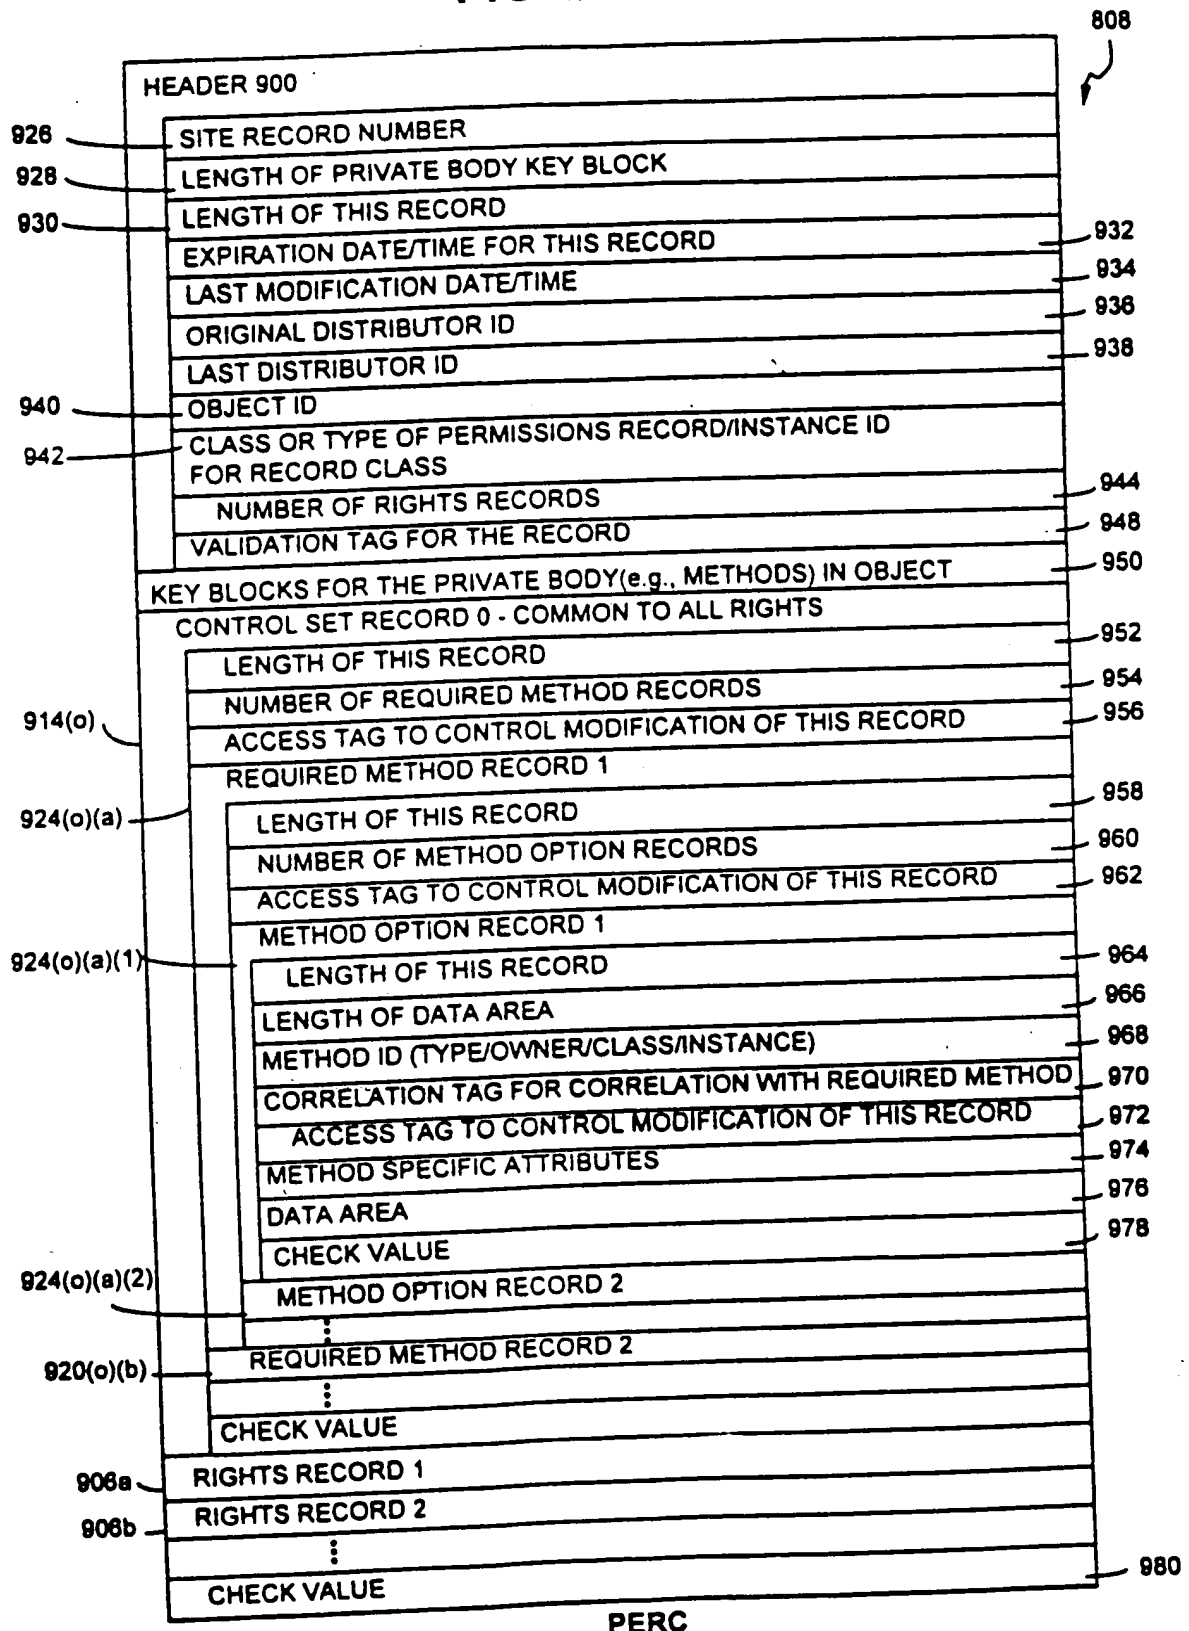 808
HEADER 900
926 SITE RECORD NUMBER
928 LENGTH OF PRIVATE BODY KEY BLOCK
930 LENGTH OF THIS RECORD
EXPIRATION DATE/TIME FOR THIS RECORD 932
LAST MODIFICATION DATE/TIME 934
ORIGINAL DISTRIBUTOR ID 936
LAST DISTRIBUTOR ID 938
940 OBJECT ID
942 CLASS OR TYPE OF PERMISSIONS RECORD/INSTANCE ID
FOR RECORD CLASS
NUMBER OF RIGHTS RECORDS 944
VALIDATION TAG FOR THE RECORD 948
KEY BLOCKS FOR THE PRIVATE BODY(e.g., METHODS) IN OBJECT 950
CONTROL SET RECORD 0 - COMMON TO ALL RIGHTS
LENGTH OF THIS RECORD 952
NUMBER OF REQUIRED METHOD RECORDS 954
914(o) ACCESS TAG TO CONTROL MODIFICATION OF THIS RECORD 956
REQUIRED METHOD RECORD 1
924(o)(a) LENGTH OF THIS RECORD 958
NUMBER OF METHOD OPTION RECORDS 960
ACCESS TAG TO CONTROL MODIFICATION OF THIS RECORD 962
METHOD OPTION RECORD 1
924(o)(a)(1) LENGTH OF THIS RECORD 964
LENGTH OF DATA AREA 966
METHOD ID (TYPE/OWNER/CLASS/INSTANCE) 968
CORRELATION TAG FOR CORRELATION WITH REQUIRED METHOD 970
ACCESS TAG TO CONTROL MODIFICATION OF THIS RECORD 972
METHOD SPECIFIC ATTRIBUTES 974
DATA AREA 976
CHECK VALUE 978
924(o)(a)(2) METHOD OPTION RECORD 2
920(o)(b) REQUIRED METHOD RECORD 2
CHECK VALUE
906a RIGHTS RECORD 1
906b RIGHTS RECORD 2
CHECK VALUE 980
PERC